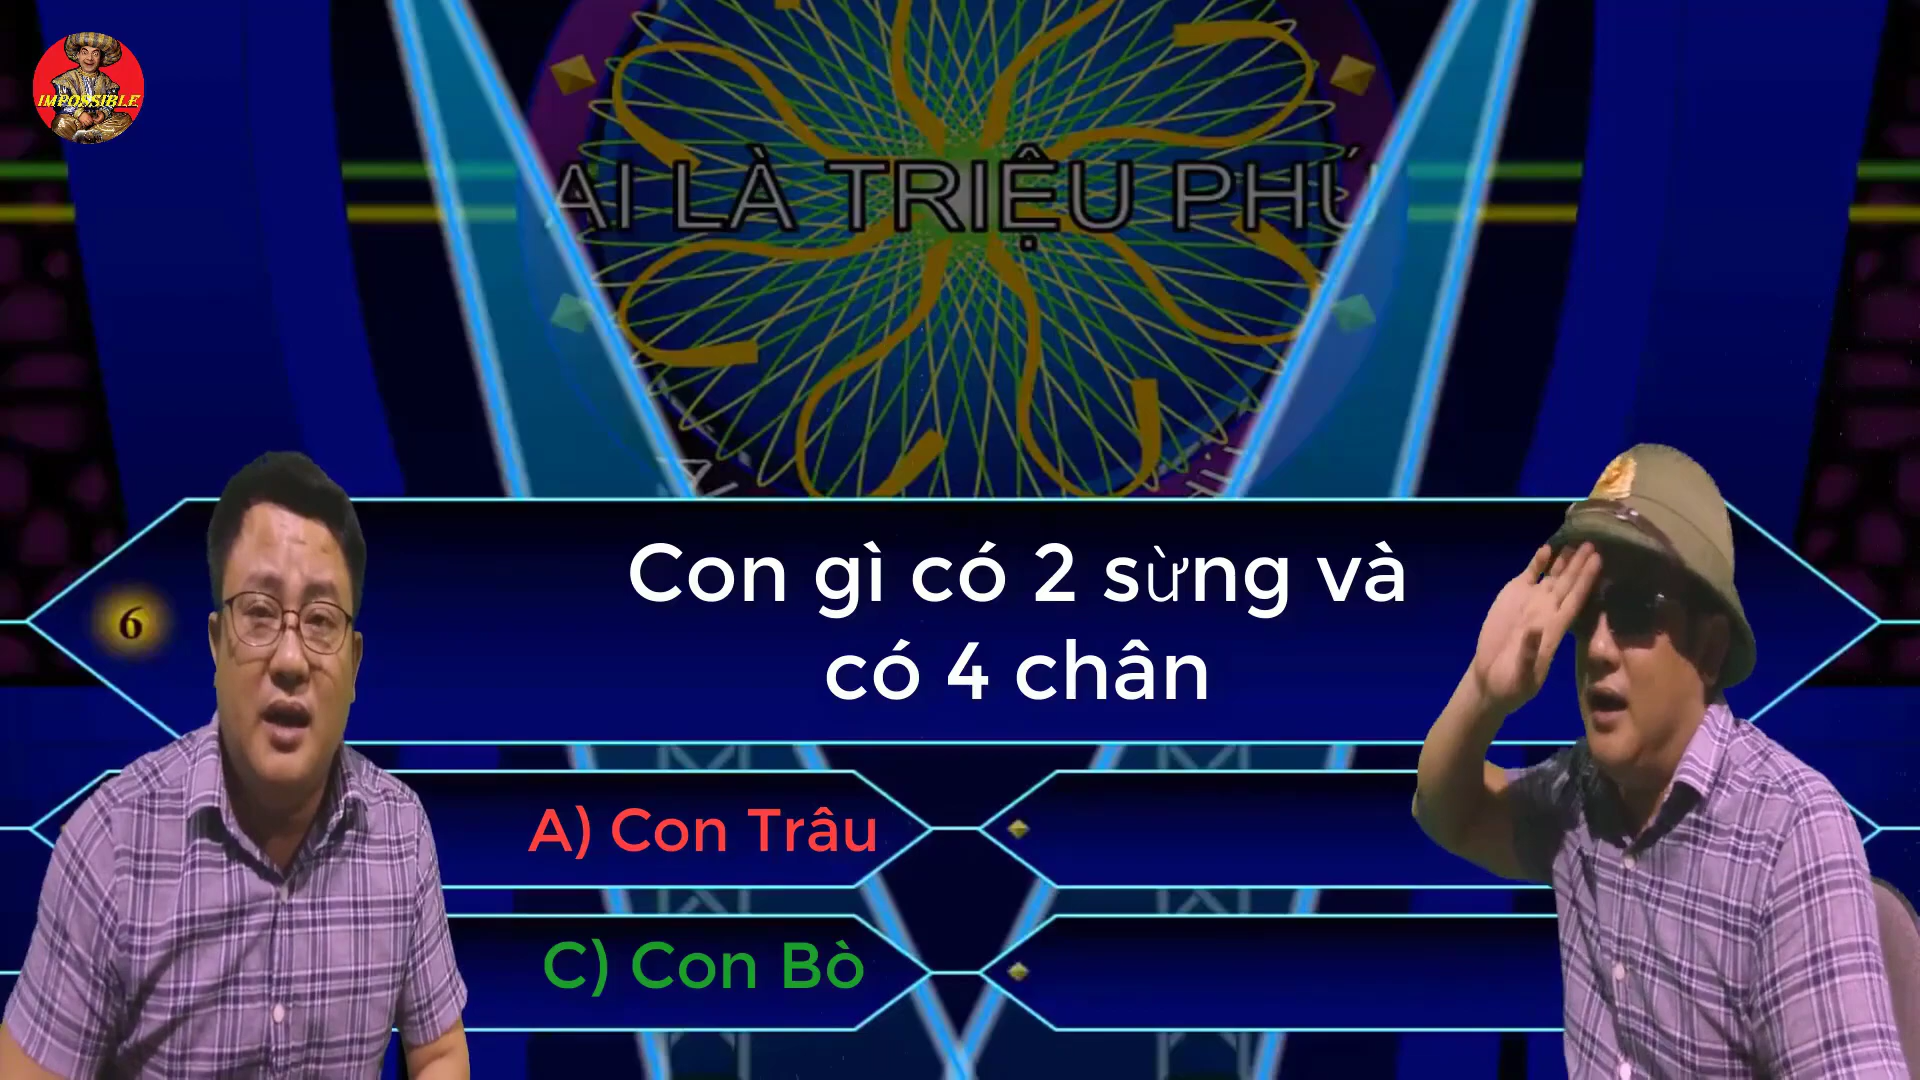 IMPOSSIBLE
AI LÀ TRIỆU PHÚ
6
Con gì có 2 sừng và
có 4 chân
A) Con Trâu
C) Con Bò